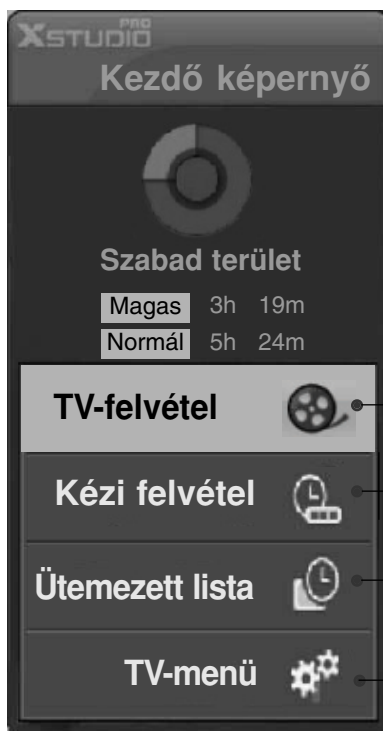 XSTUDIO PRO
Kezdő képernyő
Szabad terület
Magas 3h 19m
Normál 5h 24m
TV-felvétel
Kézi felvétel
Ütemezett lista
TV-menü